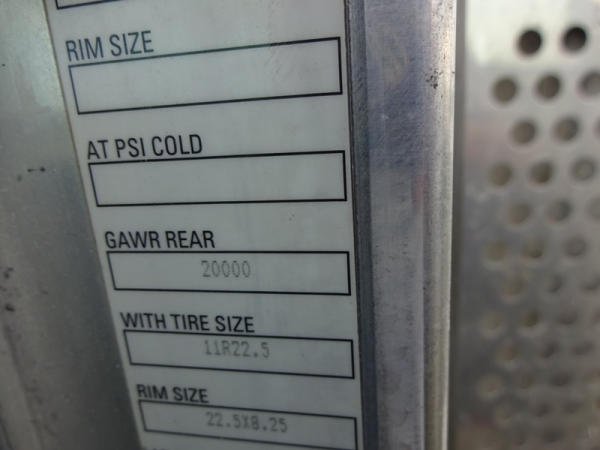 RIM SIZE
AT PSI COLD
GAWR REAR
20000
WITH TIRE SIZE
11R22.5
RIM SIZE
22.5X8.25